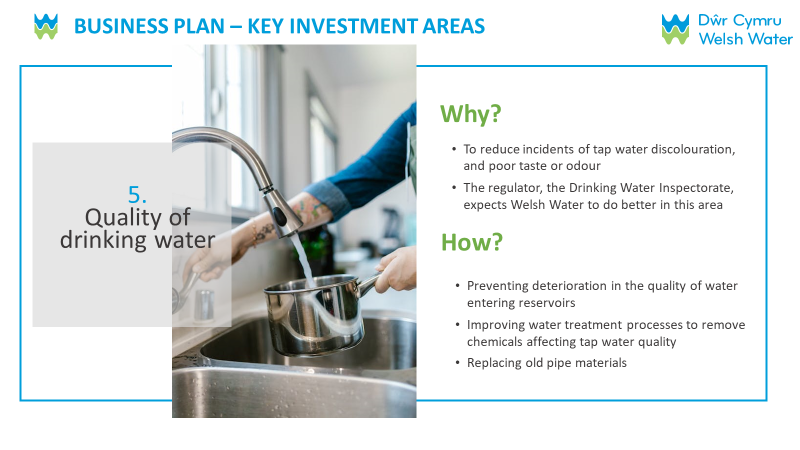 BUSINESS PLAN – KEY INVESTMENT AREAS
Dŵr Cymru
Welsh Water
5.
Quality of
drinking water
Why?
• To reduce incidents of tap water discolouration,
and poor taste or odour
• The regulator, the Drinking Water Inspectorate,
expects Welsh Water to do better in this area
How?
• Preventing deterioration in the quality of water
entering reservoirs
• Improving water treatment processes to remove
chemicals affecting tap water quality
• Replacing old pipe materials